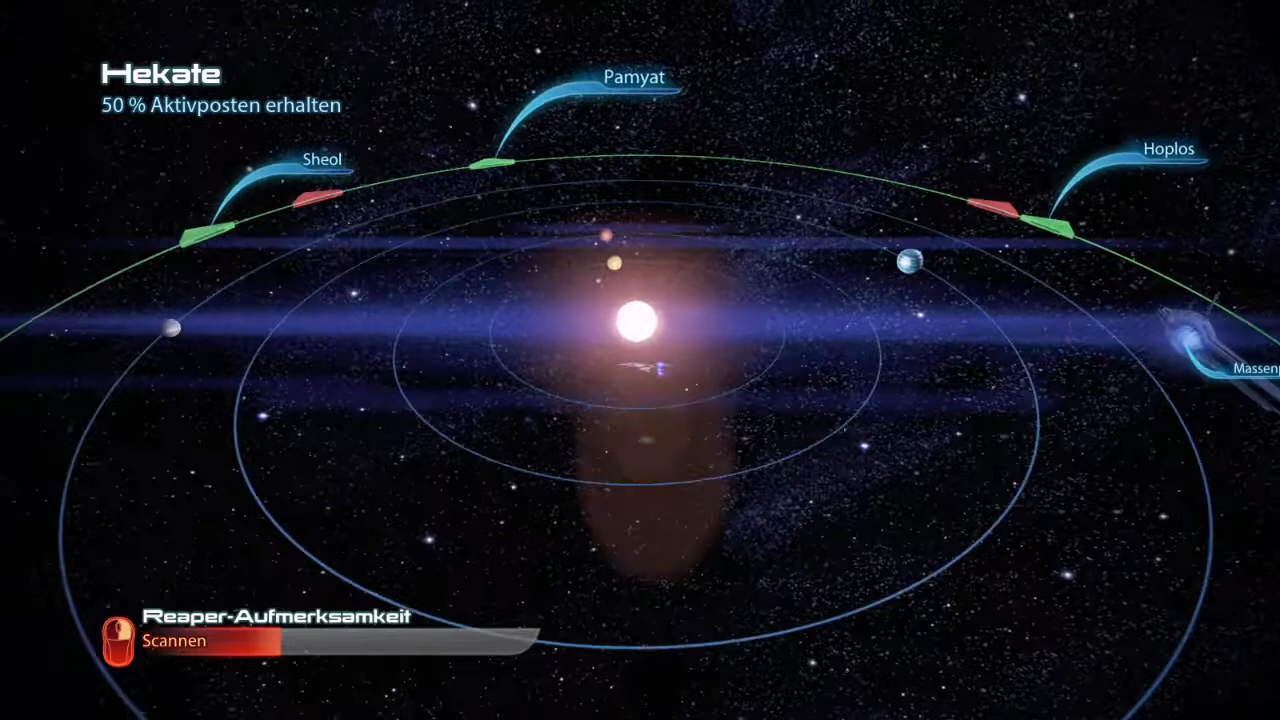 Hekate
50 % Aktivposten erhalten
Pamyat
Sheol
Hoplos
Reaper-Aufmerksamkeit
Scannen